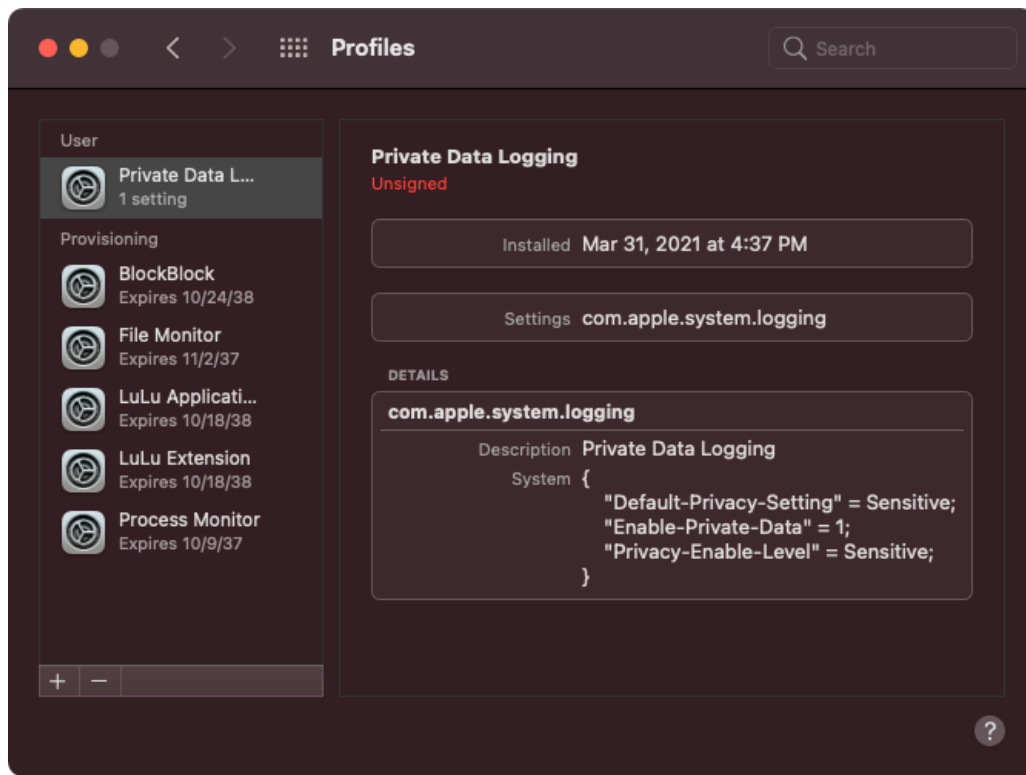 Profiles
Search
User
Private Data L...
1 setting
Provisioning
BlockBlock
Expires 10/24/38
File Monitor
Expires 11/2/37
LuLu Applicati...
Expires 10/18/38
LuLu Extension
Expires 10/18/38
Process Monitor
Expires 10/9/37
+ −
Private Data Logging
Unsigned
Installed Mar 31, 2021 at 4:37 PM
Settings com.apple.system.logging
DETAILS
com.apple.system.logging
Description Private Data Logging
System {
"Default-Privacy-Setting" = Sensitive;
"Enable-Private-Data" = 1;
"Privacy-Enable-Level" = Sensitive;
}
?